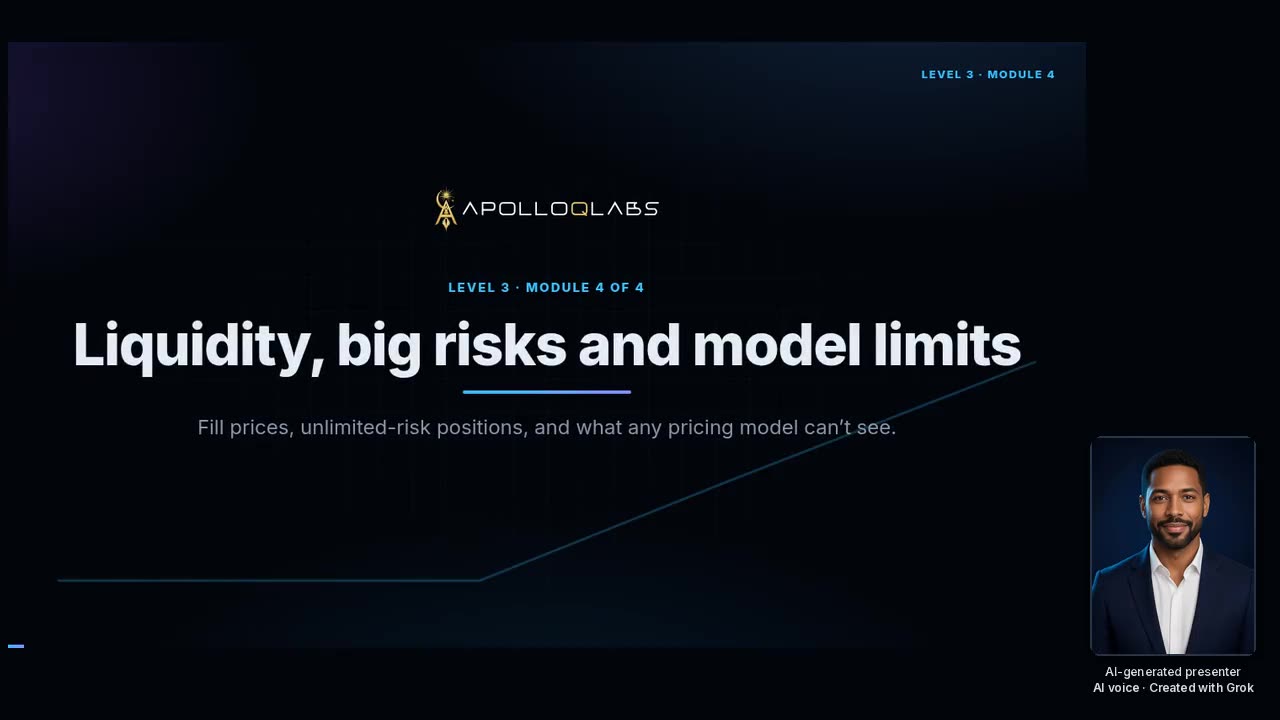 LEVEL 3 · MODULE 4
APOLLOQLABS
LEVEL 3 · MODULE 4 OF 4
Liquidity, big risks and model limits
Fill prices, unlimited-risk positions, and what any pricing model can’t see.
AI-generated presenter
AI voice · Created with Grok